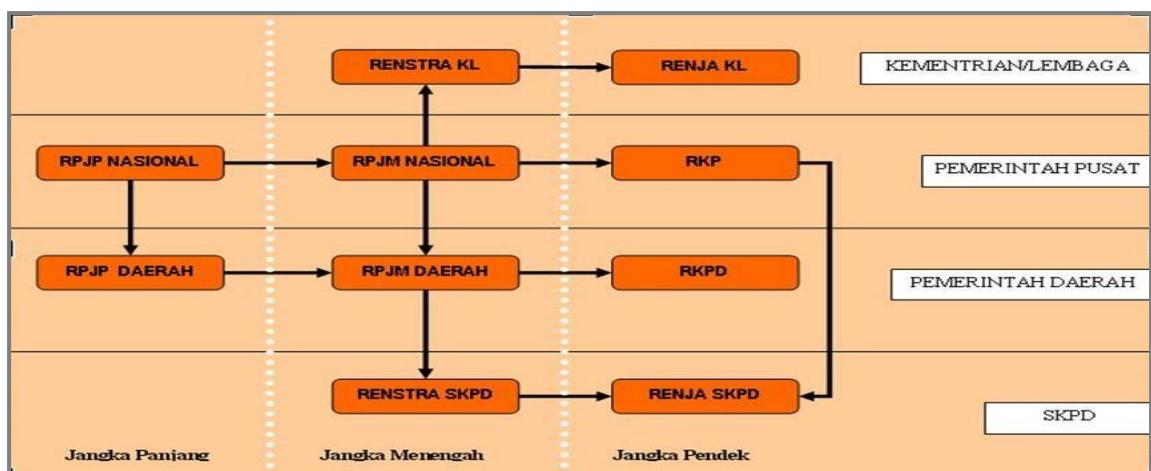 RENSTRA KL
RENJA KL
KEMENTRIAN/LEMBAGA
RPJP NASIONAL
RPJM NASIONAL
RKP
PEMERINTAH PUSAT
RPJP DAERAH
RPJM DAERAH
RKPD
PEMERINTAH DAERAH
RENSTRA SKPD
RENJA SKPD
SKPD
Jangka Panjang
Jangka Menengah
Jangka Pendek